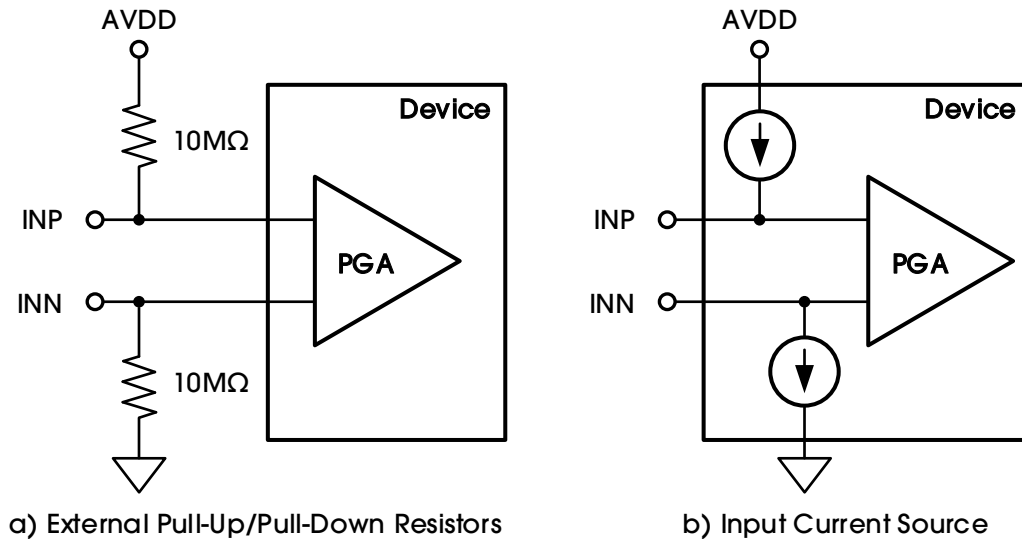 AVDD
Device
10MΩ
INP
PGA
INN
10MΩ
a) External Pull-Up/Pull-Down Resistors
AVDD
Device
INP
PGA
INN
b) Input Current Source